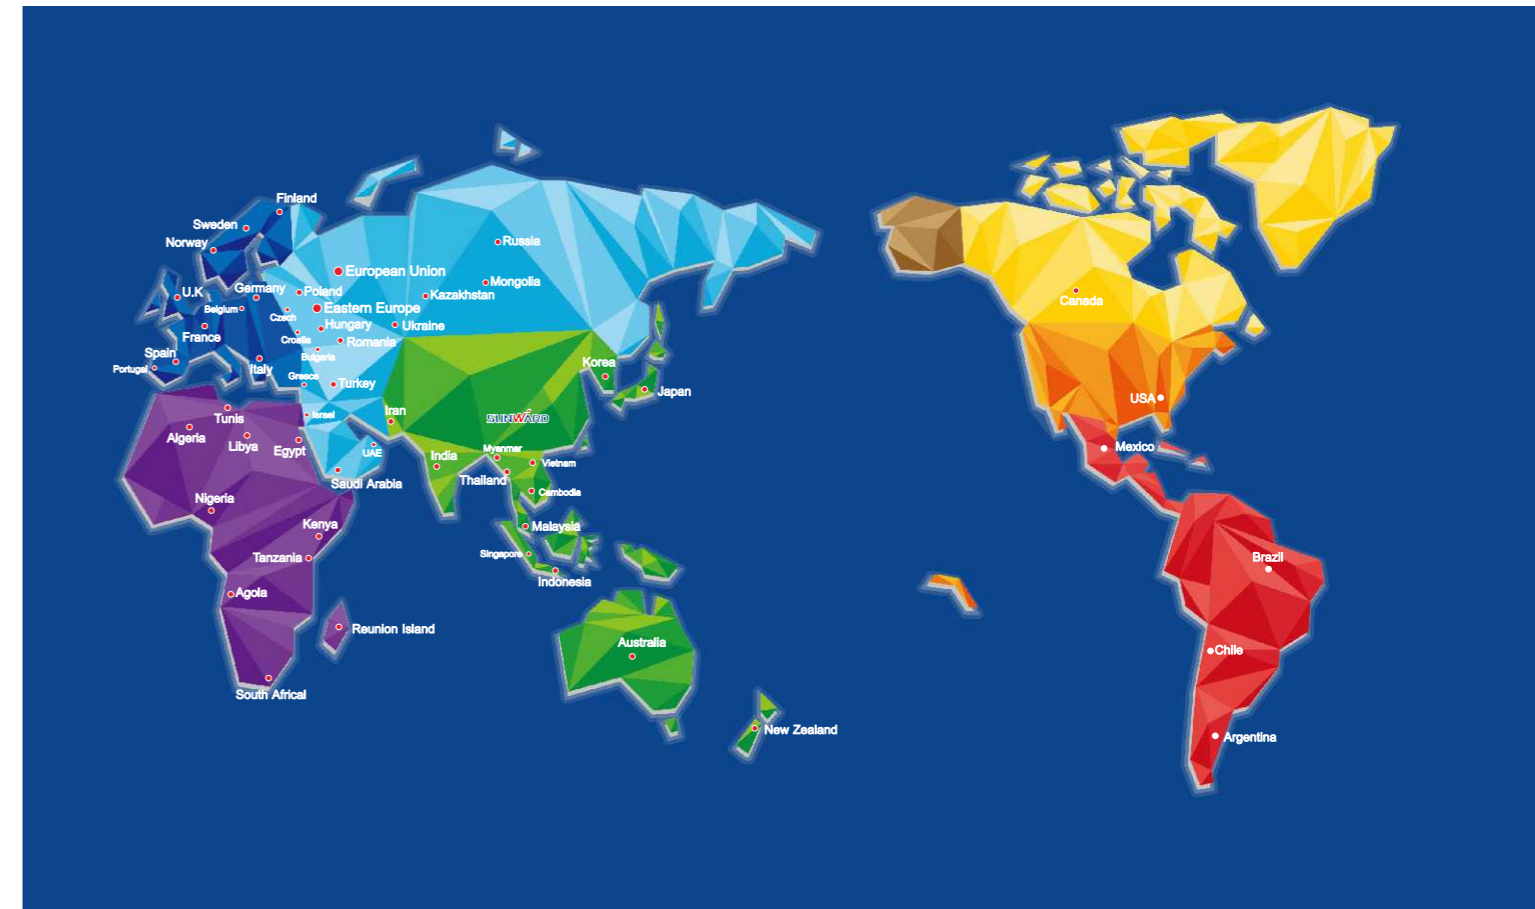 Finland
Sweden
Norway
Russia
European Union
Mongolia
U.K
Germany
Poland
Kazakhstan
Belgium
Eastern Europe
Czech
Hungary
Ukraine
France
Croatia
Romania
Bulgaria
Spain
Portugal
Italy
Greece
Turkey
Korea
Japan
Tunis
Israel
Iran
SUNWARD
Algeria
Libya
Egypt
UAE
India
Myanmar
Vietnam
Saudi Arabia
Thailand
Cambodia
Nigeria
Kenya
Malaysia
Tanzania
Singapore
Indonesia
Agola
Reunion Island
Australia
South Africal
New Zealand
Canada
USA
Mexico
Brazil
Chile
Argentina